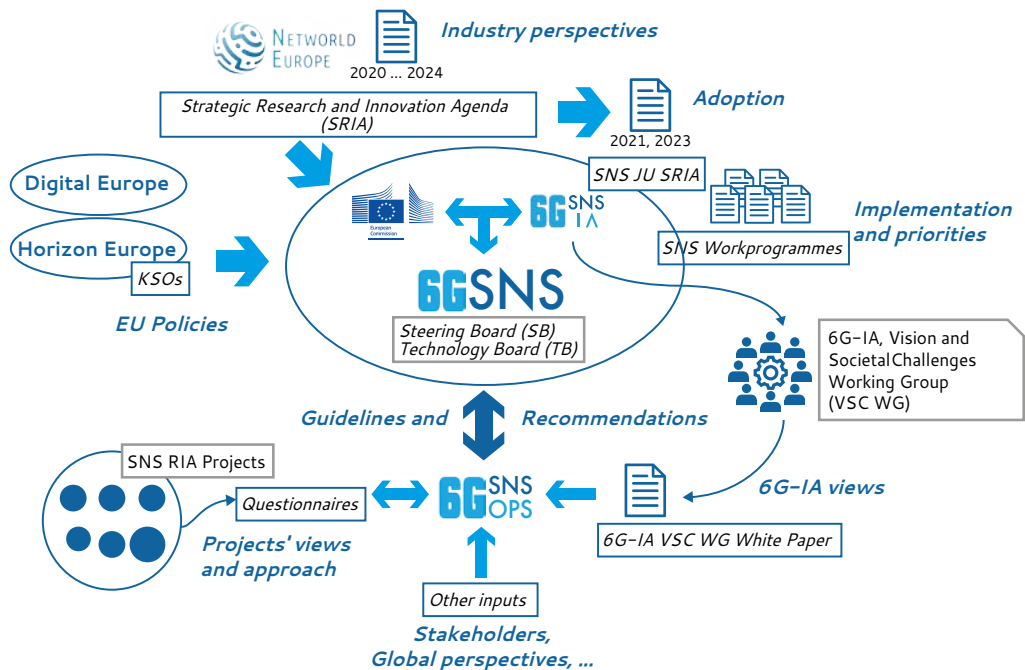 NETWORLD
EUROPE
Industry perspectives
2020 ... 2024
Strategic Research and Innovation Agenda
(SRIA)
Adoption
2021, 2023
SNS JU SRIA
Digital Europe
Horizon Europe
KSOs
EU Policies
European
Commission
6G SNS
IA
SNS Workprogrammes
Implementation
and priorities
6GSNS
Steering Board (SB)
Technology Board (TB)
6G-IA, Vision and
Societal Challenges
Working Group
(VSC WG)
Guidelines and
Recommendations
SNS RIA Projects
Questionnaires
Projects' views
and approach
6G SNS
OPS
6G-IA views
6G-IA VSC WG White Paper
Other inputs
Stakeholders,
Global perspectives, ...